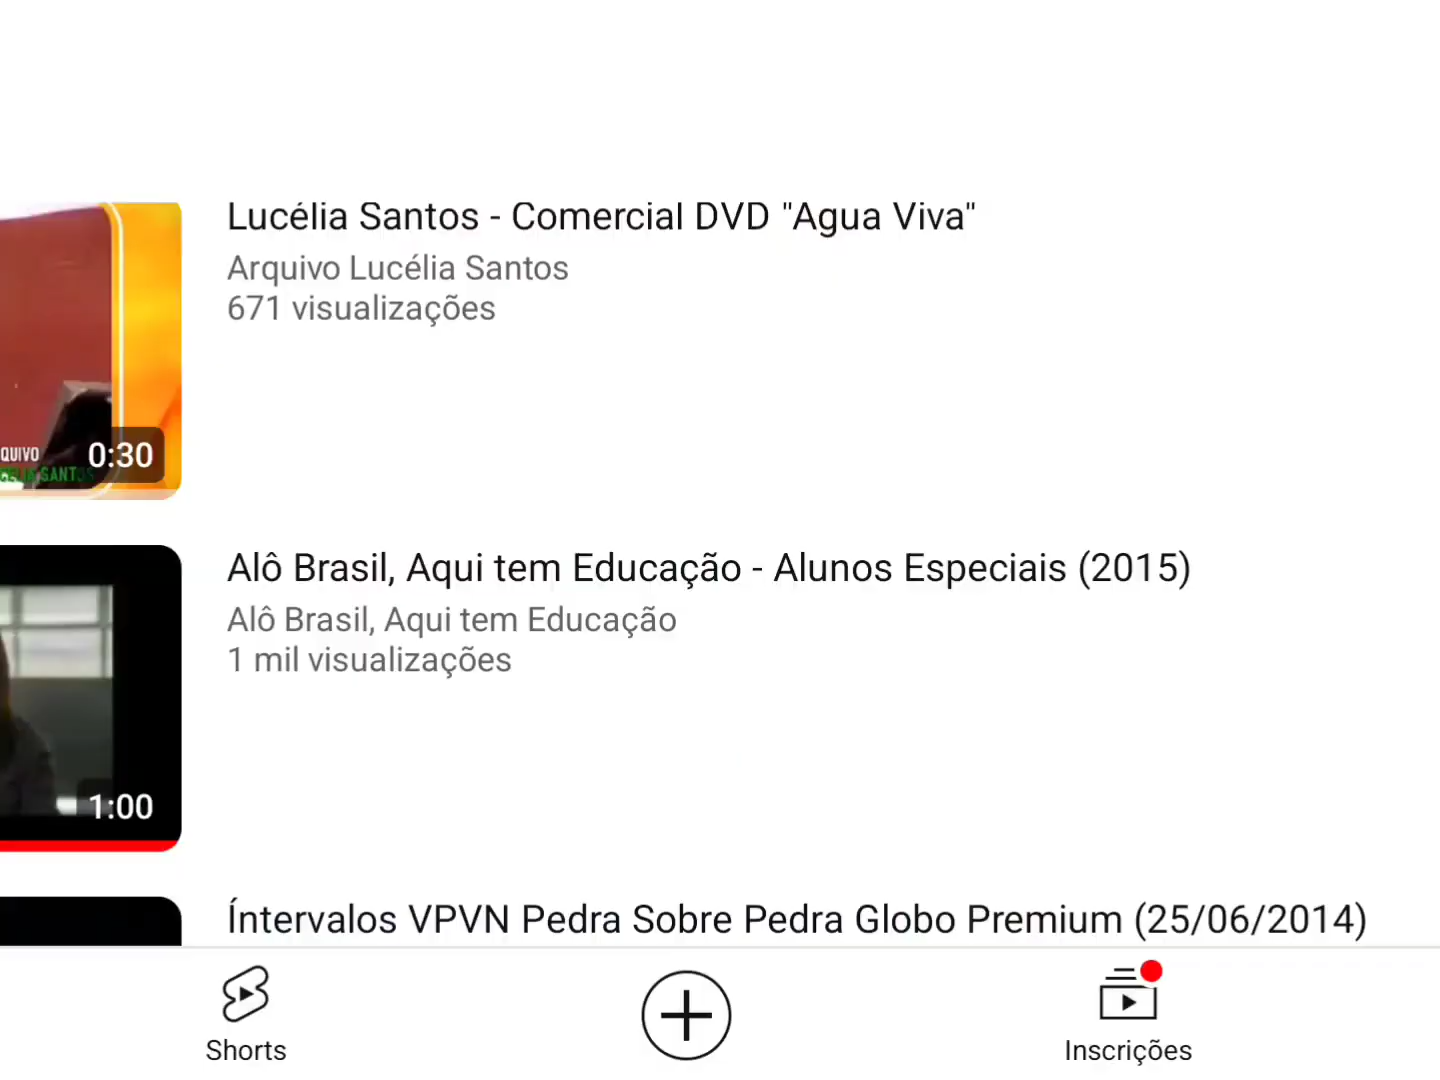 Lucélia Santos - Comercial DVD "Agua Viva"
Arquivo Lucélia Santos
671 visualizações
QUIVO
SANTOS
0:30
Alô Brasil, Aqui tem Educação - Alunos Especiais (2015)
Alô Brasil, Aqui tem Educação
1 mil visualizações
1:00
Íntervalos VPVN Pedra Sobre Pedra Globo Premium (25/06/2014)
Shorts
Inscrições